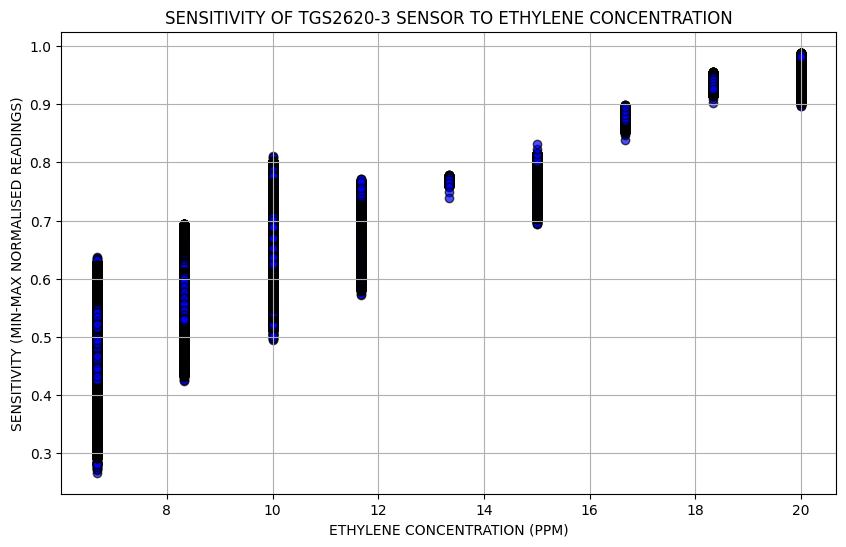 SENSITIVITY OF TGS2620-3 SENSOR TO ETHYLENE CONCENTRATION
SENSITIVITY (MIN-MAX NORMALISED READINGS)
1.0
0.9
0.8
0.7
0.6
0.5
0.4
0.3
8 10 12 14 16 18 20
ETHYLENE CONCENTRATION (PPM)